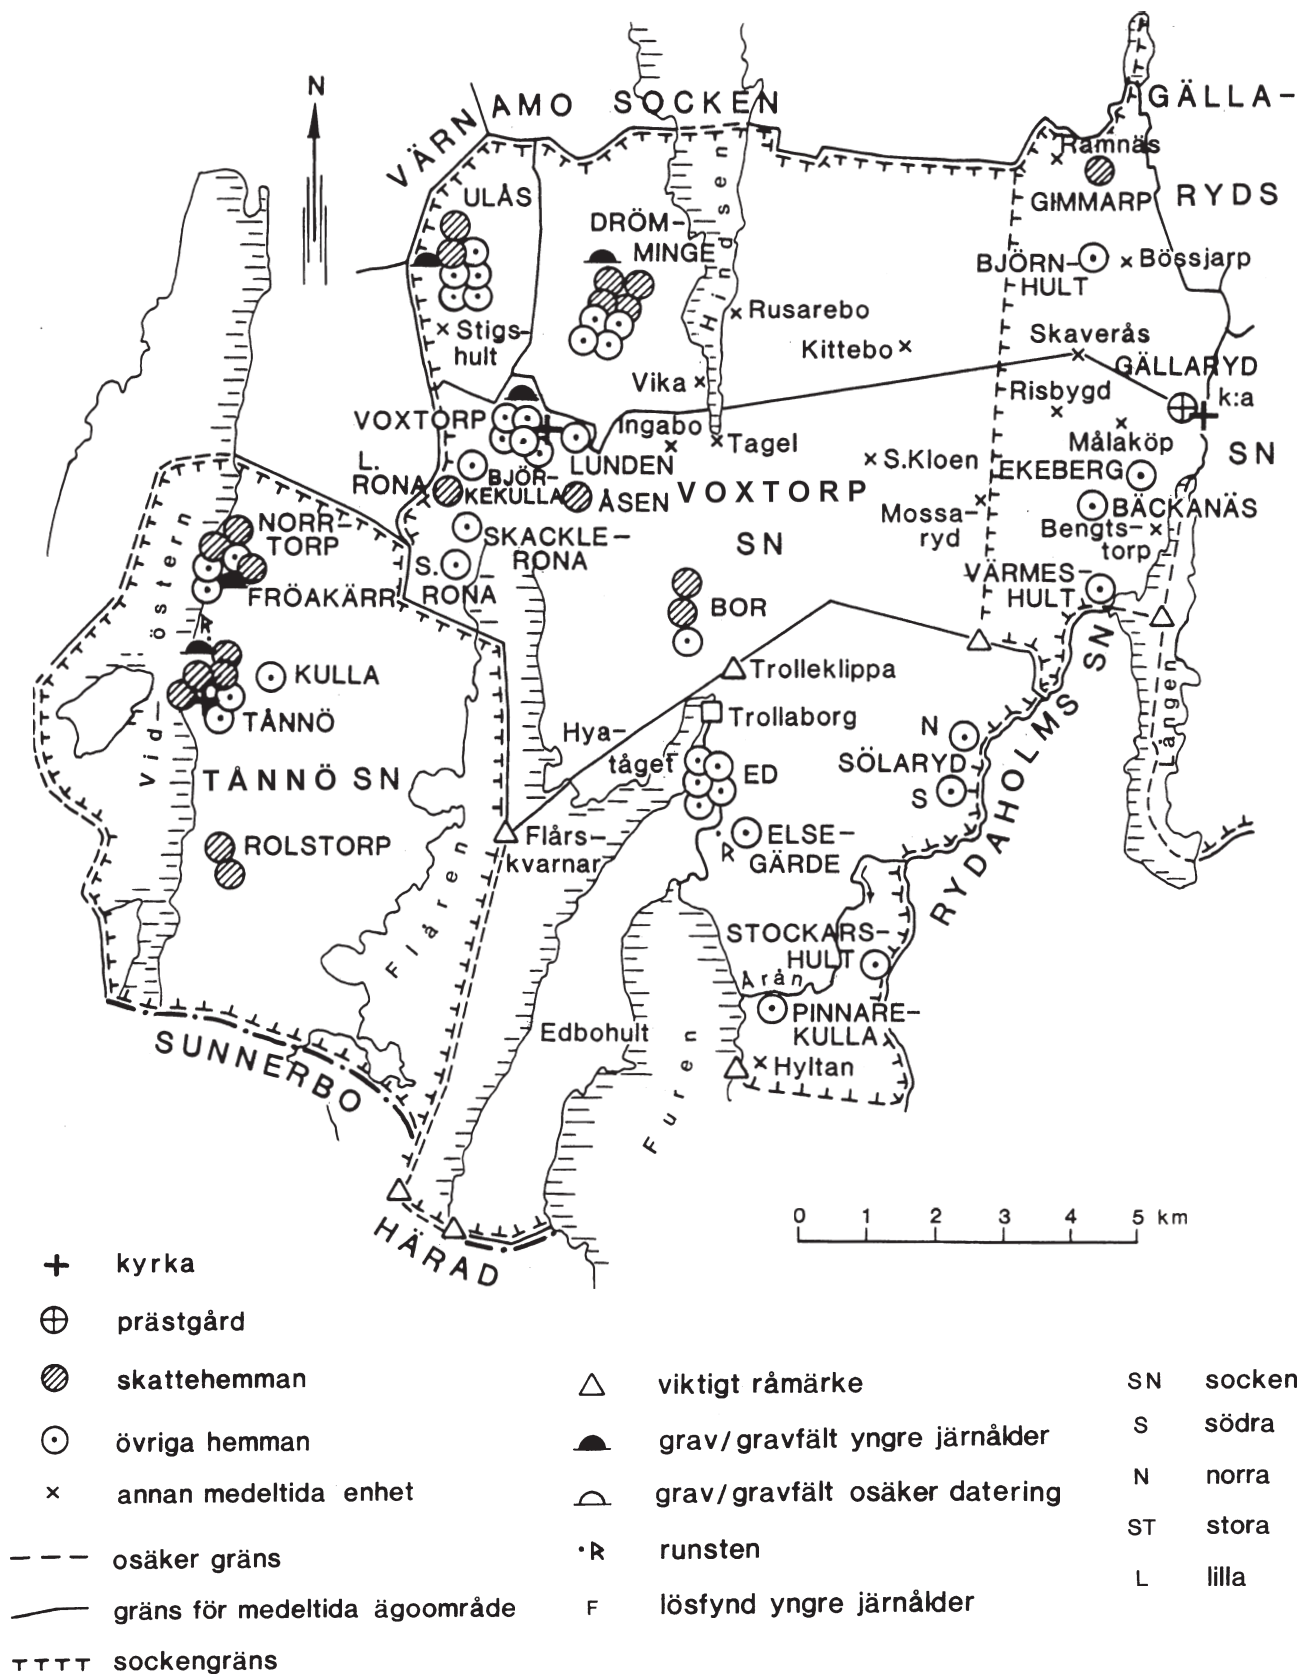 N
VÄRNAMO SOCKEN
GÄLLA-
RYDS
SN
Ramnäs
GIMMARP
ULÅS
DRÖM-
MINGE
Hindsen
BJÖRN-
HULT
Bössjarp
Stigs-
hult
Rusarebo
Kittebo
Skaverås
GÄLLARYD
k:a
Vika
Risbygd
VOXTORP
Ingabo
Tagel
Målaköp
L.
RONA
BJÖR-
KEKULLA
LUNDEN
ÅSEN
S.Kloen
EKEBERG
BÄCKANÄS
VOXTORP
SN
Mossa-
ryd
Bengts-
torp
NORR-
TORP
SKACKLE-
RONA
S.
RONA
FRÖAKÄRR
VÄRMES-
HULT
BOR
Vid-östern
R
KULLA
TÅNNÖ
Trolleklippa
Trollaborg
Hya-
tåget
ED
N
SÖLARYD
S
RYDAHOLMS SN
Lången
TÅNNÖ SN
ROLSTORP
Flårs-
kvarnar
R
ELSE-
GÄRDE
Flåren
STOCKARS-
HULT
Årån
PINNARE-
KULLA
Hyltan
Edbohult
Furen
SUNNERBO
HÄRAD
0 1 2 3 4 5 km
kyrka
prästgård
skattehemman
övriga hemman
annan medeltida enhet
osäker gräns
gräns för medeltida ägoområde
sockengräns
viktigt råmärke
grav/gravfält yngre järnålder
grav/gravfält osäker datering
R runsten
F lösfynd yngre järnålder
SN socken
S södra
N norra
ST stora
L lilla